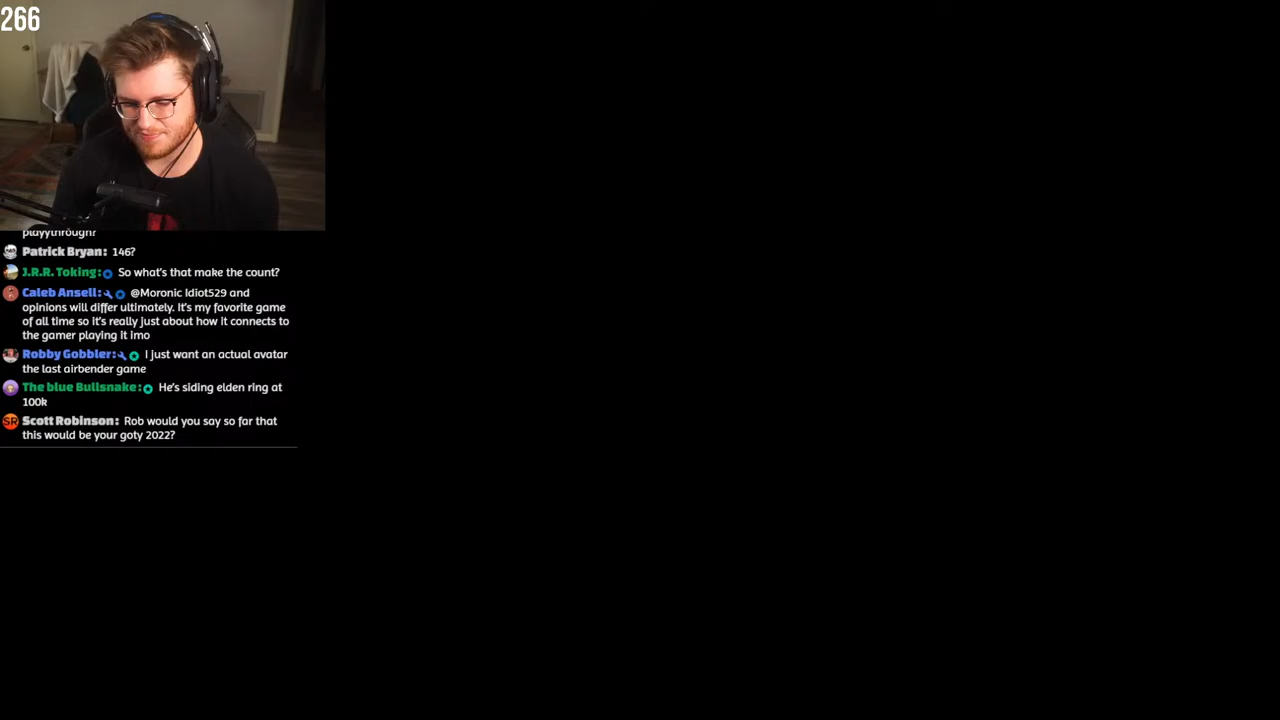 266
playythrough?
Patrick Bryan: 146?
J.R.R. Toking: So what's that make the count?
Caleb Ansell: @Moronic Idiot529 and
opinions will differ ultimately. It's my favorite game
of all time so it's really just about how it connects to
the gamer playing it imo
Robby Gobbler: I just want an actual avatar
the last airbender game
The blue Bullsnake: He's siding elden ring at
100k
SR Scott Robinson: Rob would you say so far that
this would be your goty 2022?